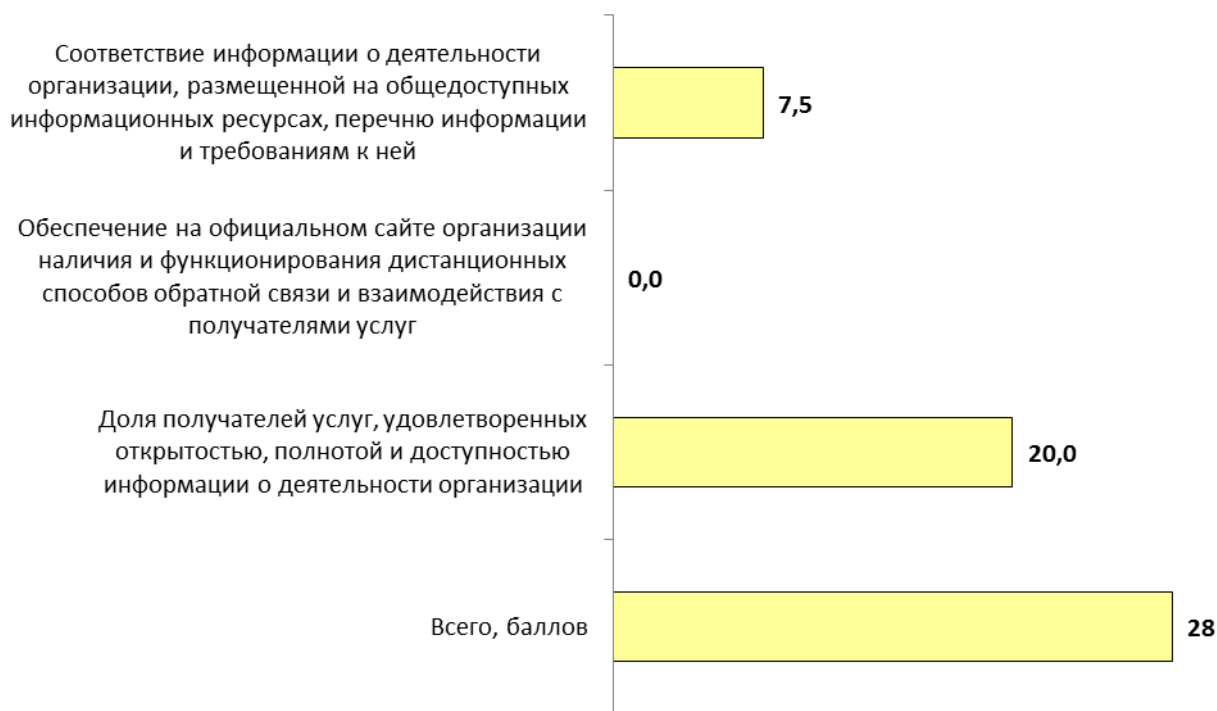 Соответствие информации о деятельности
организации, размещенной на общедоступных
информационных ресурсах, перечню информации
и требованиям к ней
7,5
Обеспечение на официальном сайте организации
наличия и функционирования дистанционных
способов обратной связи и взаимодействия с
получателями услуг
0,0
Доля получателей услуг, удовлетворенных
открытостью, полнотой и доступностью
информации о деятельности организации
20,0
Всего, баллов
28